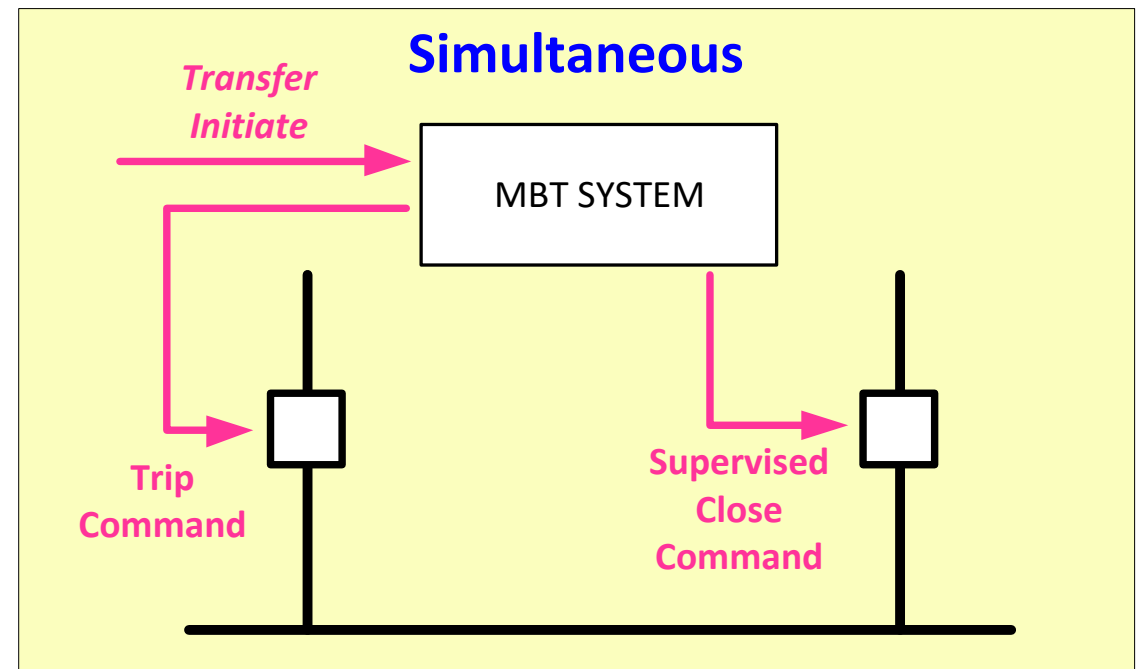 Simultaneous
Transfer
Initiate
MBT SYSTEM
Trip
Command
Supervised
Close
Command